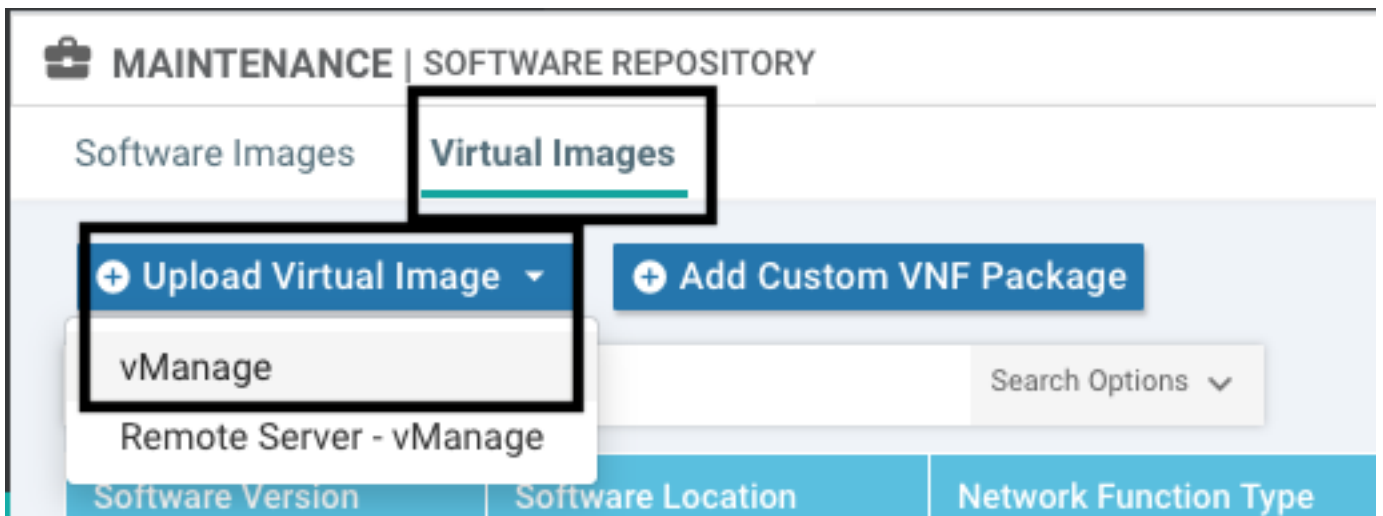 MAINTENANCE | SOFTWARE REPOSITORY
Software Images Virtual Images
Upload Virtual Image Add Custom VNF Package
vManage
Search Options
Remote Server - vManage
Software Version Software Location Network Function Type